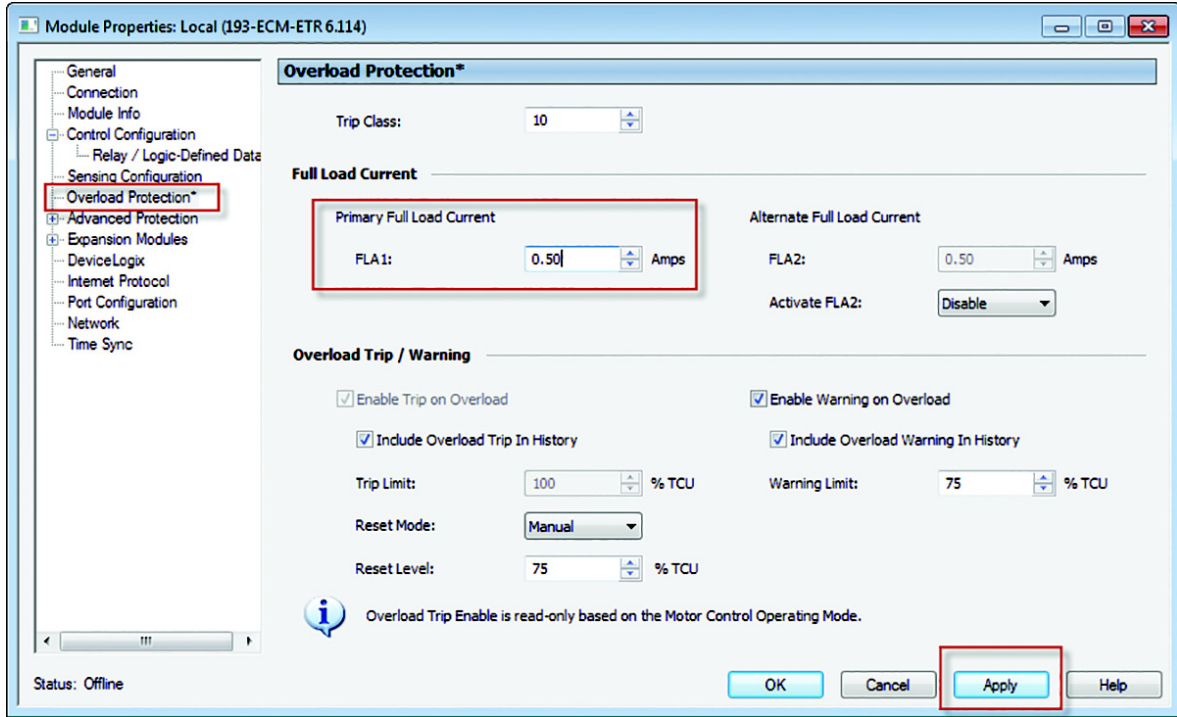 Module Properties: Local (193-ECM-ETR 6.114)
General
Connection
Module Info
Control Configuration
Relay / Logic-Defined Data
Sensing Configuration
Overload Protection*
Advanced Protection
Expansion Modules
DeviceLogix
Internet Protocol
Port Configuration
Network
Time Sync
Overload Protection*
Trip Class: 10
Full Load Current
Primary Full Load Current Alternate Full Load Current
FLA1: 0.50 Amps FLA2: 0.50 Amps
Activate FLA2: Disable
Overload Trip / Warning
Enable Trip on Overload Enable Warning on Overload
Include Overload Trip In History Include Overload Warning In History
Trip Limit: 100 % TCU Warning Limit: 75 % TCU
Reset Mode: Manual
Reset Level: 75 % TCU
Overload Trip Enable is read-only based on the Motor Control Operating Mode.
Status: Offline OK Cancel Apply Help